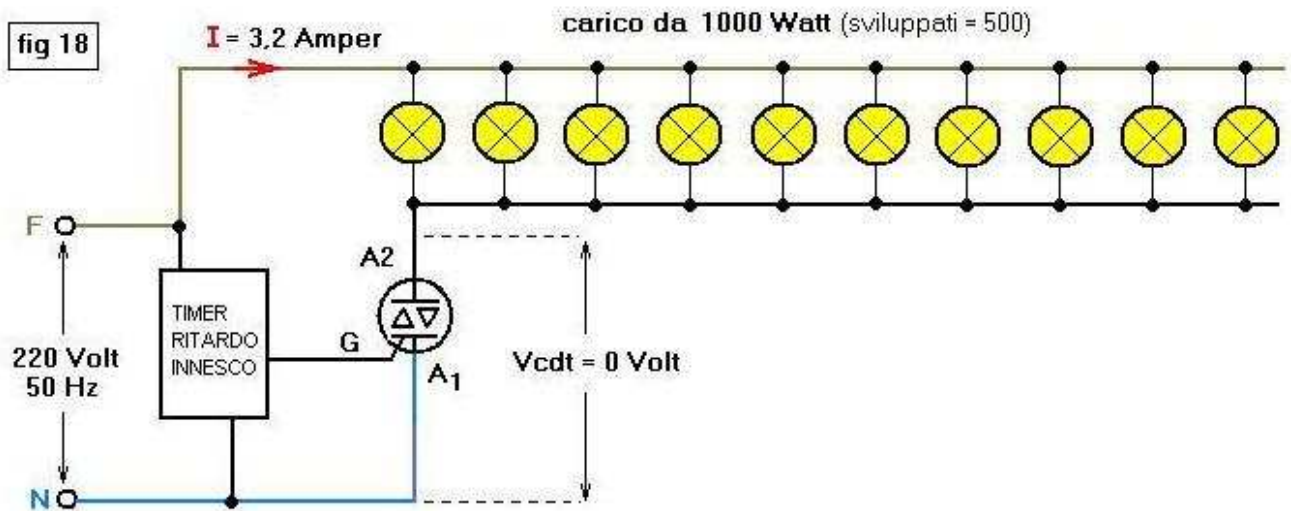 fig 18
I = 3,2 Amper
carico da 1000 Watt (sviluppati = 500)
F
A2
TIMER
RITARDO
INNESCO
G
A1
220 Volt
50 Hz
Vcdt = 0 Volt
N